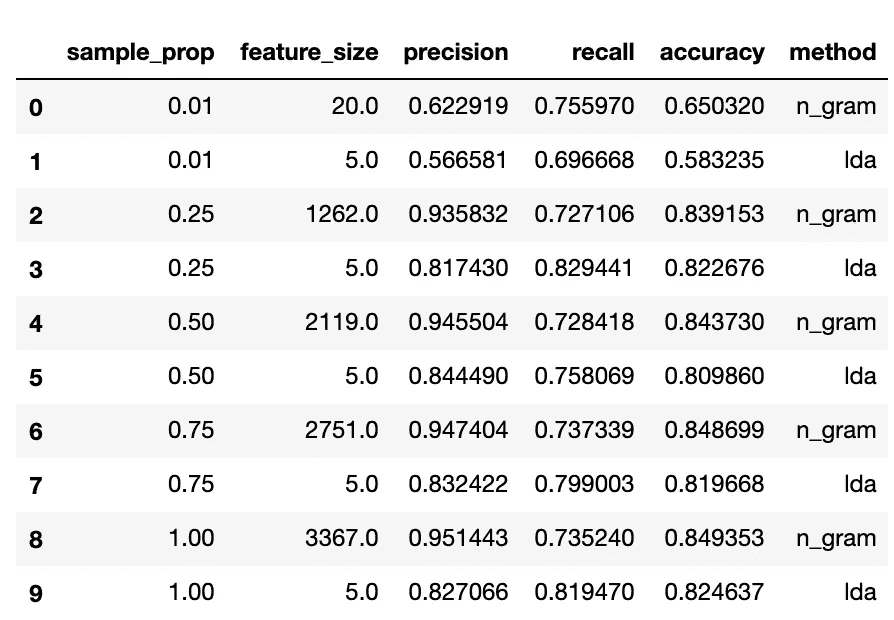 sample_prop feature_size precision recall accuracy method
0 0.01 20.0 0.622919 0.755970 0.650320 n_gram
1 0.01 5.0 0.566581 0.696668 0.583235 lda
2 0.25 1262.0 0.935832 0.727106 0.839153 n_gram
3 0.25 5.0 0.817430 0.829441 0.822676 lda
4 0.50 2119.0 0.945504 0.728418 0.843730 n_gram
5 0.50 5.0 0.844490 0.758069 0.809860 lda
6 0.75 2751.0 0.947404 0.737339 0.848699 n_gram
7 0.75 5.0 0.832422 0.799003 0.819668 lda
8 1.00 3367.0 0.951443 0.735240 0.849353 n_gram
9 1.00 5.0 0.827066 0.819470 0.824637 lda